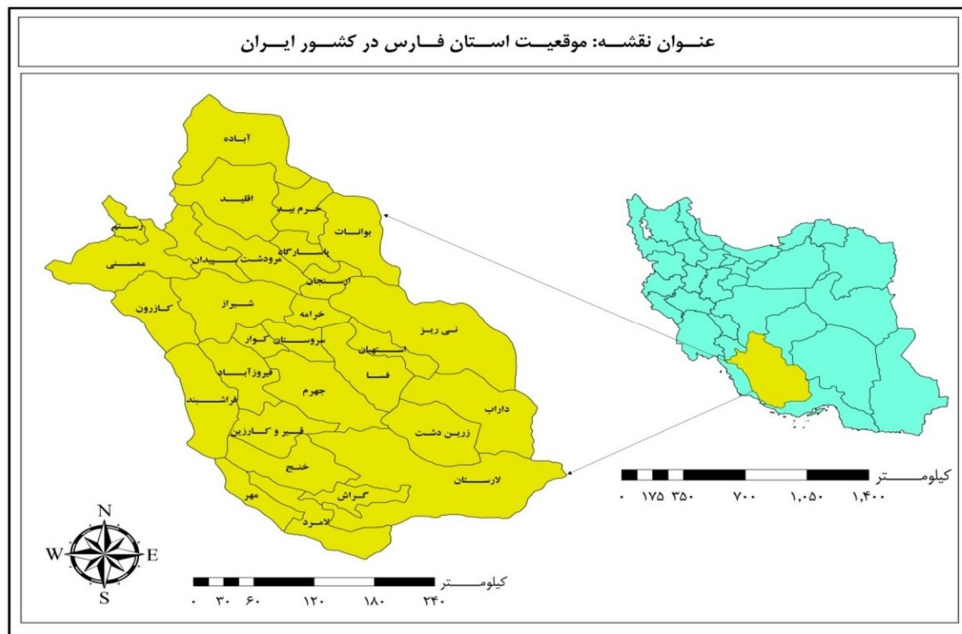 عنوان نقشه: موقعیت استان فارس در کشور ایران
آباده
اقلید
خرم بید
بوانات
رستم
پاسارگاد
ممسنی
سپیدان
مرودشت
ارسنجان
کازرون
شیراز
خرامه
نی ریز
کوار
سروستان
استهبان
فیروزآباد
فسا
جهرم
فراشبند
داراب
قیر و کارزین
زرین دشت
خنج
لارستان
مهر
گراش
لامرد
کیلومتر
۰ ۱۷۵ ۳۵۰ ۷۰۰ ۱,۰۵۰ ۱,۴۰۰
N
W E
S
کیلومتر
۰ ۳۰ ۶۰ ۱۲۰ ۱۸۰ ۲۴۰